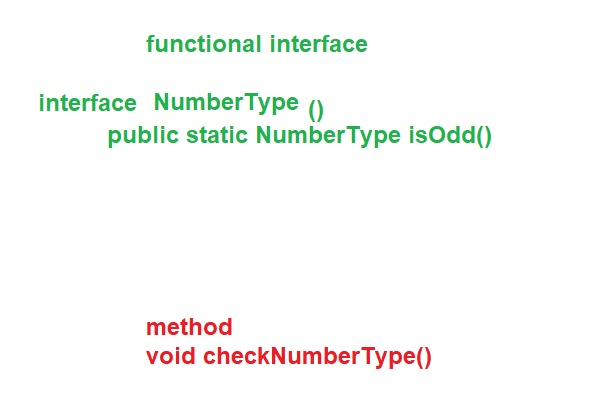 functional interface
interface NumberType ()
public static NumberType isOdd()
method
void checkNumberType()